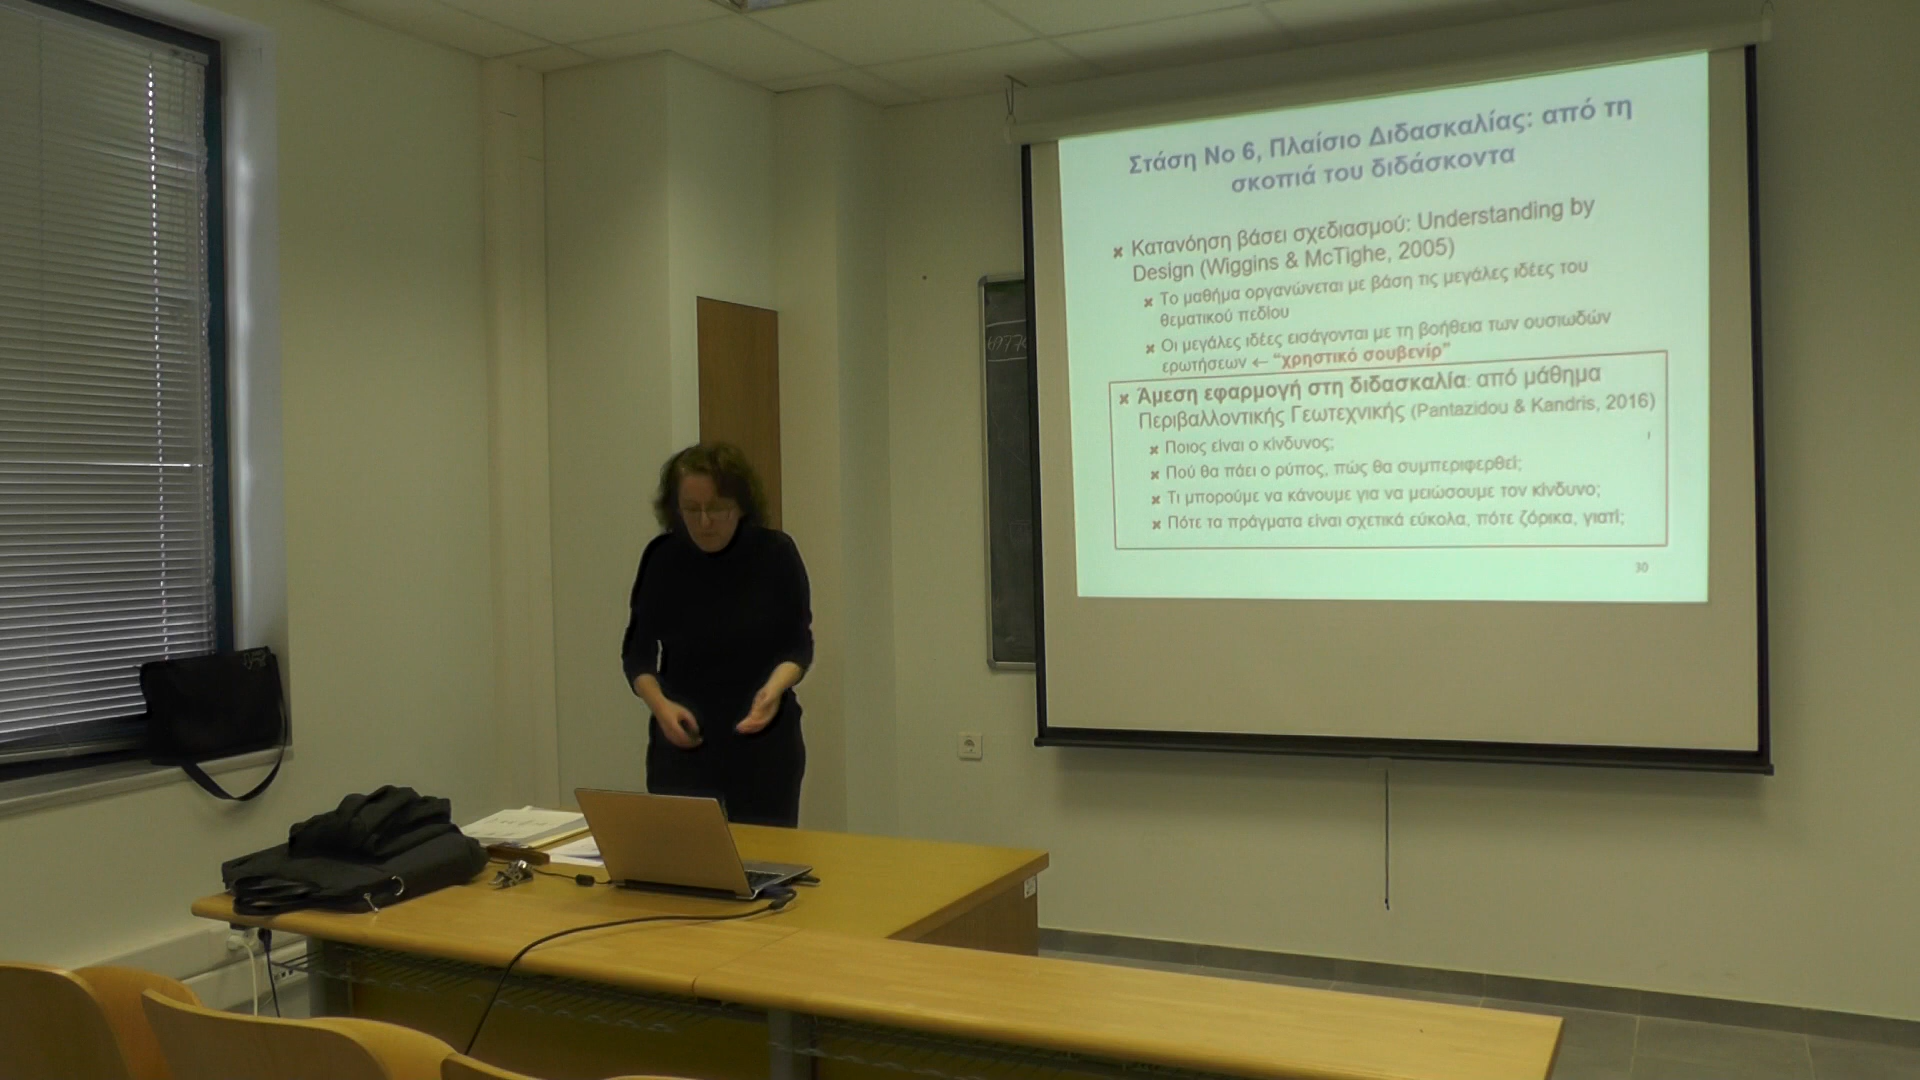 Στάση Νο 6, Πλαίσιο Διδασκαλίας: από τη
σκοπιά του διδάσκοντα
Κατανόηση βάσει σχεδιασμού: Understanding by
Design (Wiggins & McTighe, 2005)
Το μαθήμα οργανώνεται με βάση τις μεγάλες ιδέες του
θεματικού πεδίου
Οι μεγάλες ιδέες εισάγονται με τη βοήθεια των ουσιωδών
ερωτήσεων ← "χρηστικό σουβενίρ"
Άμεση εφαρμογή στη διδασκαλία: από μάθημα
Περιβαλλοντικής Γεωτεχνικής (Pantazidou & Kandris, 2016)
Ποιος είναι ο κίνδυνος;
Πού θα πάει ο ρύπος, πώς θα συμπεριφερθεί;
Τι μπορούμε να κάνουμε για να μειώσουμε τον κίνδυνο;
Πότε τα πράγματα είναι σχετικά εύκολα, πότε ζόρικα, γιατί;
30